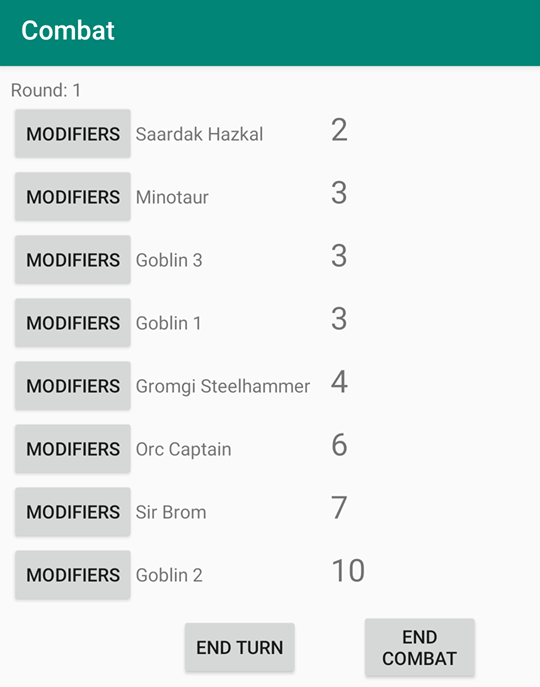 Combat
Round: 1
MODIFIERS Saardak Hazkal 2
MODIFIERS Minotaur 3
MODIFIERS Goblin 3 3
MODIFIERS Goblin 1 3
MODIFIERS Gromgi Steelhammer 4
MODIFIERS Orc Captain 6
MODIFIERS Sir Brom 7
MODIFIERS Goblin 2 10
END TURN
END
COMBAT